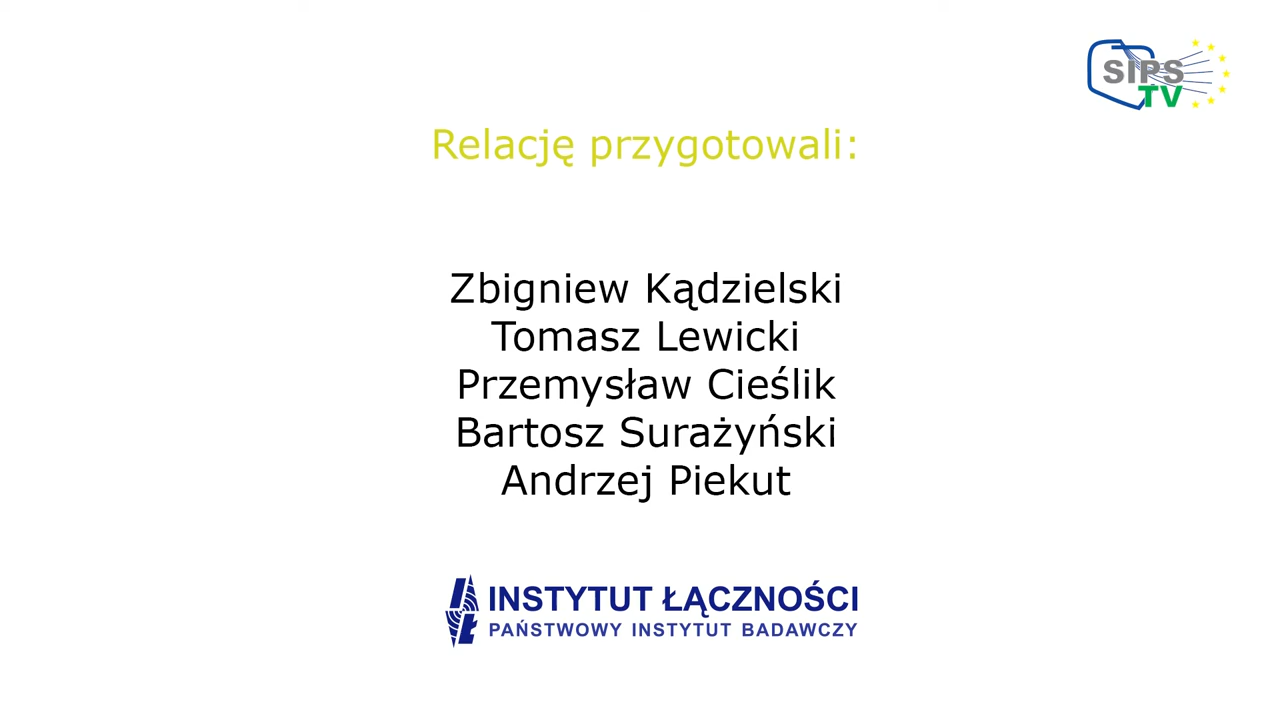 SIPS
TV
Relację przygotowali:
Zbigniew Kądzielski
Tomasz Lewicki
Przemysław Cieślik
Bartosz Surażyński
Andrzej Piekut
INSTYTUT ŁĄCZNOŚCI
PAŃSTWOWY INSTYTUT BADAWCZY